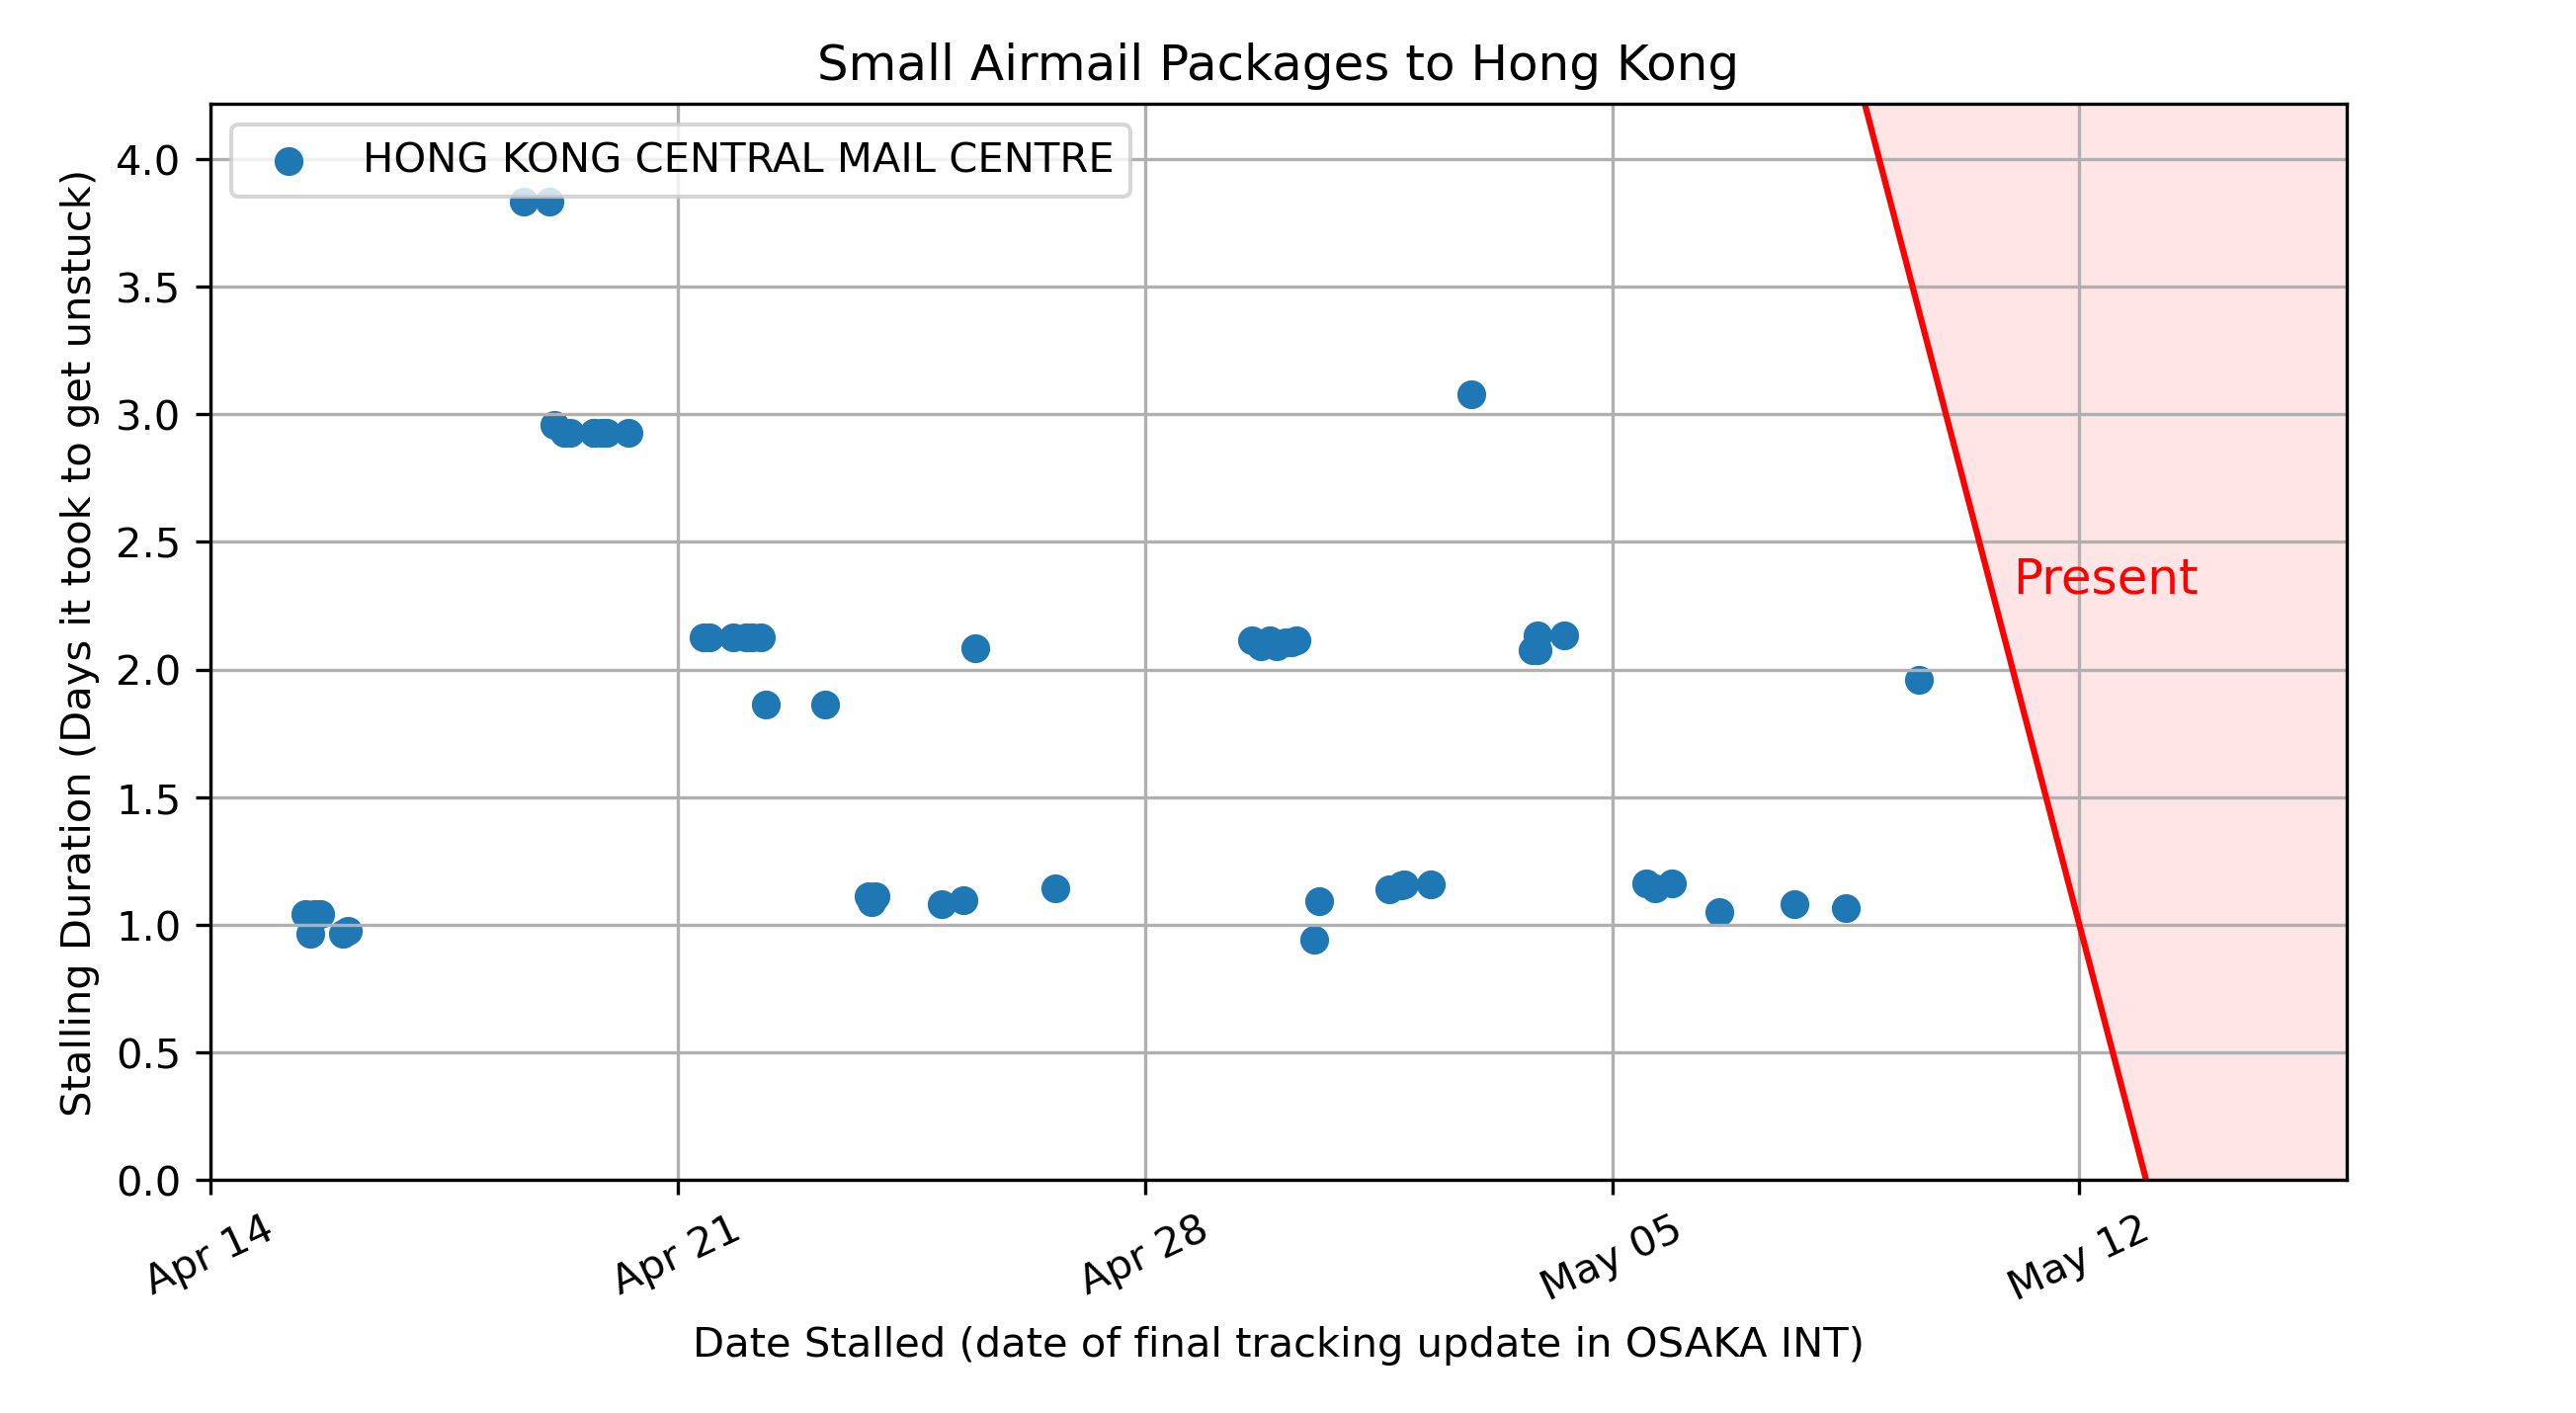 Small Airmail Packages to Hong Kong
HONG KONG CENTRAL MAIL CENTRE
Stalling Duration (Days it took to get unstuck)
4.0
3.5
3.0
2.5
2.0
1.5
1.0
0.5
0.0
Present
Apr 14
Apr 21
Apr 28
May 05
May 12
Date Stalled (date of final tracking update in OSAKA INT)